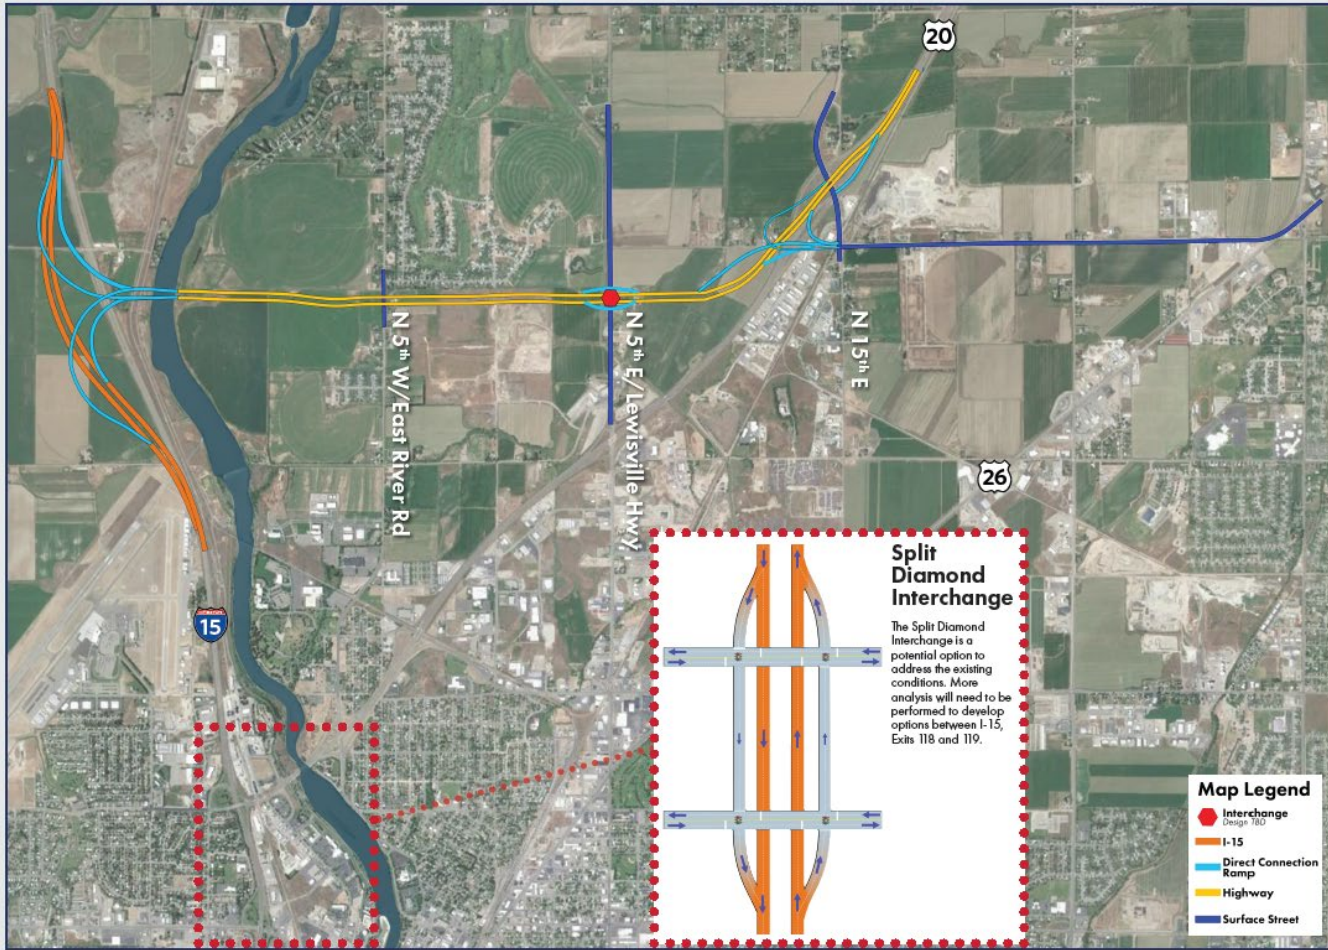 20
N 5th W/East River Rd
N 5th E/Lewisville Hwy
N 15th E
26
INTERSTATE
15
Split
Diamond
Interchange
The Split Diamond
Interchange is a
potential option to
address the existing
conditions. More
analysis will need to be
performed to develop
options between I-15,
Exits 118 and 119.
Map Legend
Interchange
Design TBD
I-15
Direct Connection
Ramp
Highway
Surface Street